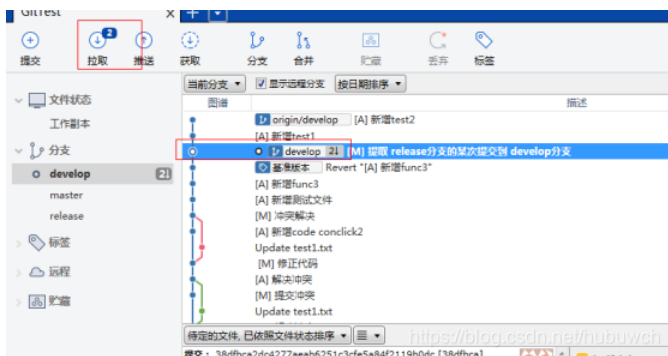 GitTest × + ▾
2
提交 拉取 推送 获取 分支 合并 贮藏 丢弃 标签
当前分支 显示远程分支 按日期排序
图谱 描述
文件状态
工作副本
分支
develop 2↓
master
release
标签
远程
贮藏
origin/develop [A] 新增test2
[A] 新增test1
develop 2↓ [M] 提取 release分支的某次提交到 develop分支
基准版本 Revert "[A] 新增func3"
[A] 新增func3
[A] 新增测试文件
[M] 冲突解决
[A] 新增code conclick2
Update test1.txt
[M] 修正代码
[A] 解决冲突
[M] 提交冲突
Update test1.txt
待定的文件, 已依照文件状态排序
https://blog.csdn.net/hubuwch